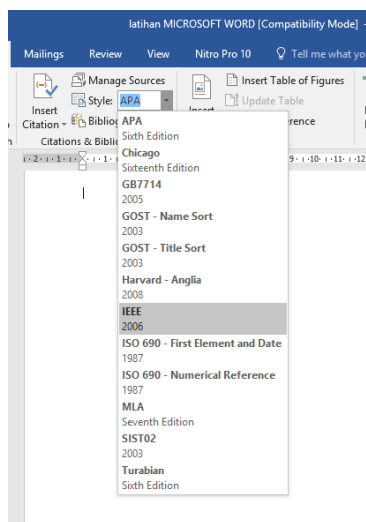 latihan MICROSOFT WORD [Compatibility Mode] -
Mailings Review View Nitro Pro 10 Tell me what yo
Manage Sources
Insert Table of Figures
Style: APA
Update Table
Insert
Citation
Citations & Bibli
APA
Sixth Edition
Chicago
Sixteenth Edition
GB7714
2005
GOST - Name Sort
2003
GOST - Title Sort
2003
Harvard - Anglia
2008
IEEE
2006
ISO 690 - First Element and Date
1987
ISO 690 - Numerical Reference
1987
MLA
Seventh Edition
SIST02
2003
Turabian
Sixth Edition